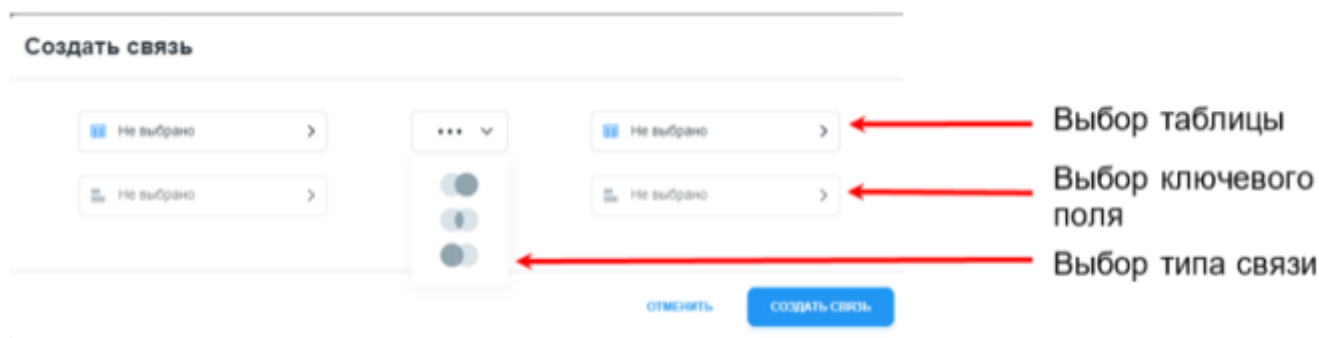 Создать связь
Не выбрано
Не выбрано
Выбор таблицы
Не выбрано
Не выбрано
Выбор ключевого
поля
Выбор типа связи
ОТМЕНИТЬ
СОЗДАТЬ СВЯЗЬ